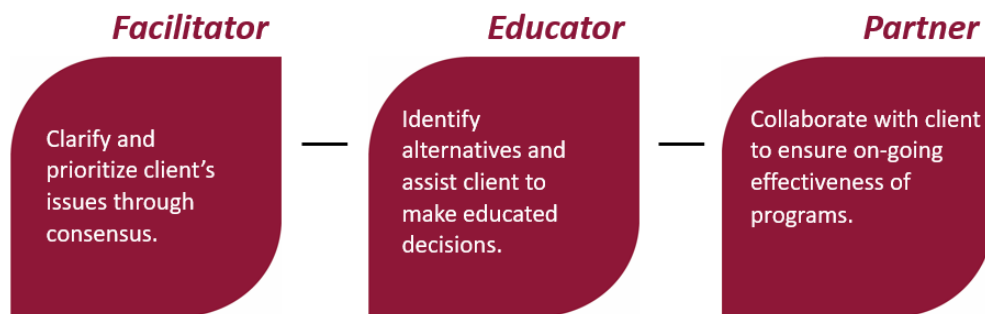 Facilitator
Clarify and
prioritize client’s
issues through
consensus.
Educator
Identify
alternatives and
assist client to
make educated
decisions.
Partner
Collaborate with client
to ensure on-going
effectiveness of
programs.